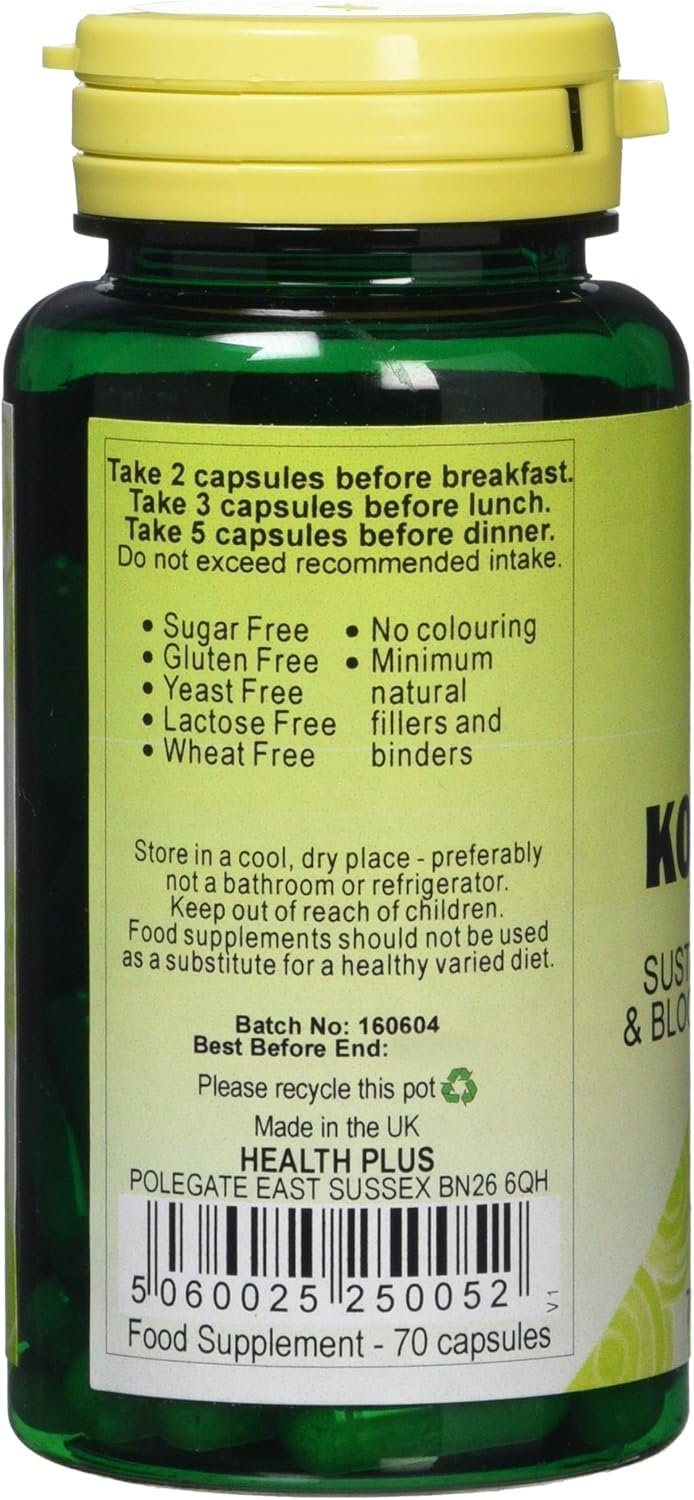 Take 2 capsules before breakfast.
Take 3 capsules before lunch.
Take 5 capsules before dinner.
Do not exceed recommended intake.
• Sugar Free
• Gluten Free
• Yeast Free
• Lactose Free
• Wheat Free
• No colouring
• Minimum
natural
fillers and
binders
Store in a cool, dry place - preferably
not a bathroom or refrigerator.
Keep out of reach of children.
Food supplements should not be used
as a substitute for a healthy varied diet.
Batch No: 160604
Best Before End:
Please recycle this pot
Made in the UK
HEALTH PLUS
POLEGATE EAST SUSSEX BN26 6QH
5 060025 250052
V1
Food Supplement - 70 capsules
KO
SUST
& BLO